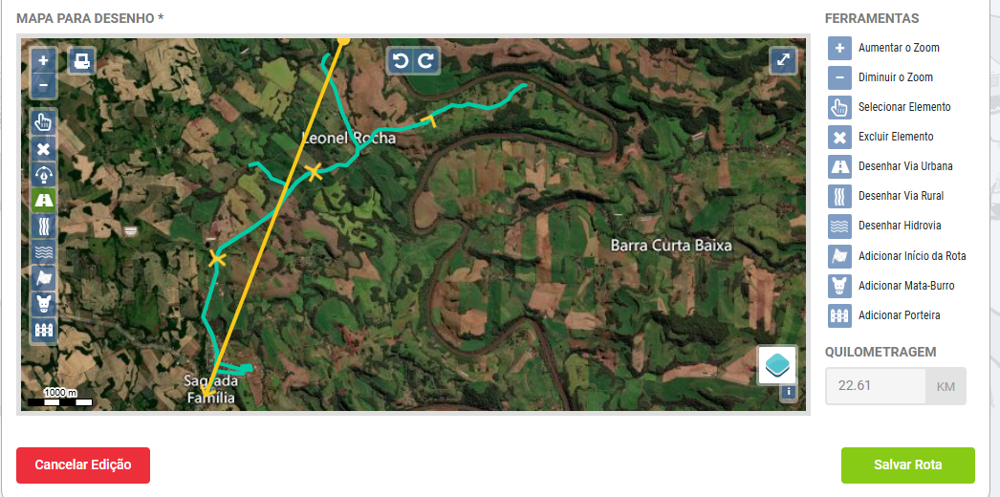 MAPA PARA DESENHO *
FERRAMENTAS
Aumentar o Zoom
Diminuir o Zoom
Selecionar Elemento
Excluir Elemento
Desenhar Via Urbana
Desenhar Via Rural
Desenhar Hidrovia
Adicionar Início da Rota
Adicionar Mata-Burro
Adicionar Porteira
Leonel Rocha
Barra Curta Baixa
Sagrada
Família
1000 m
i
QUILOMETRAGEM
22.61 KM
Cancelar Edição
Salvar Rota